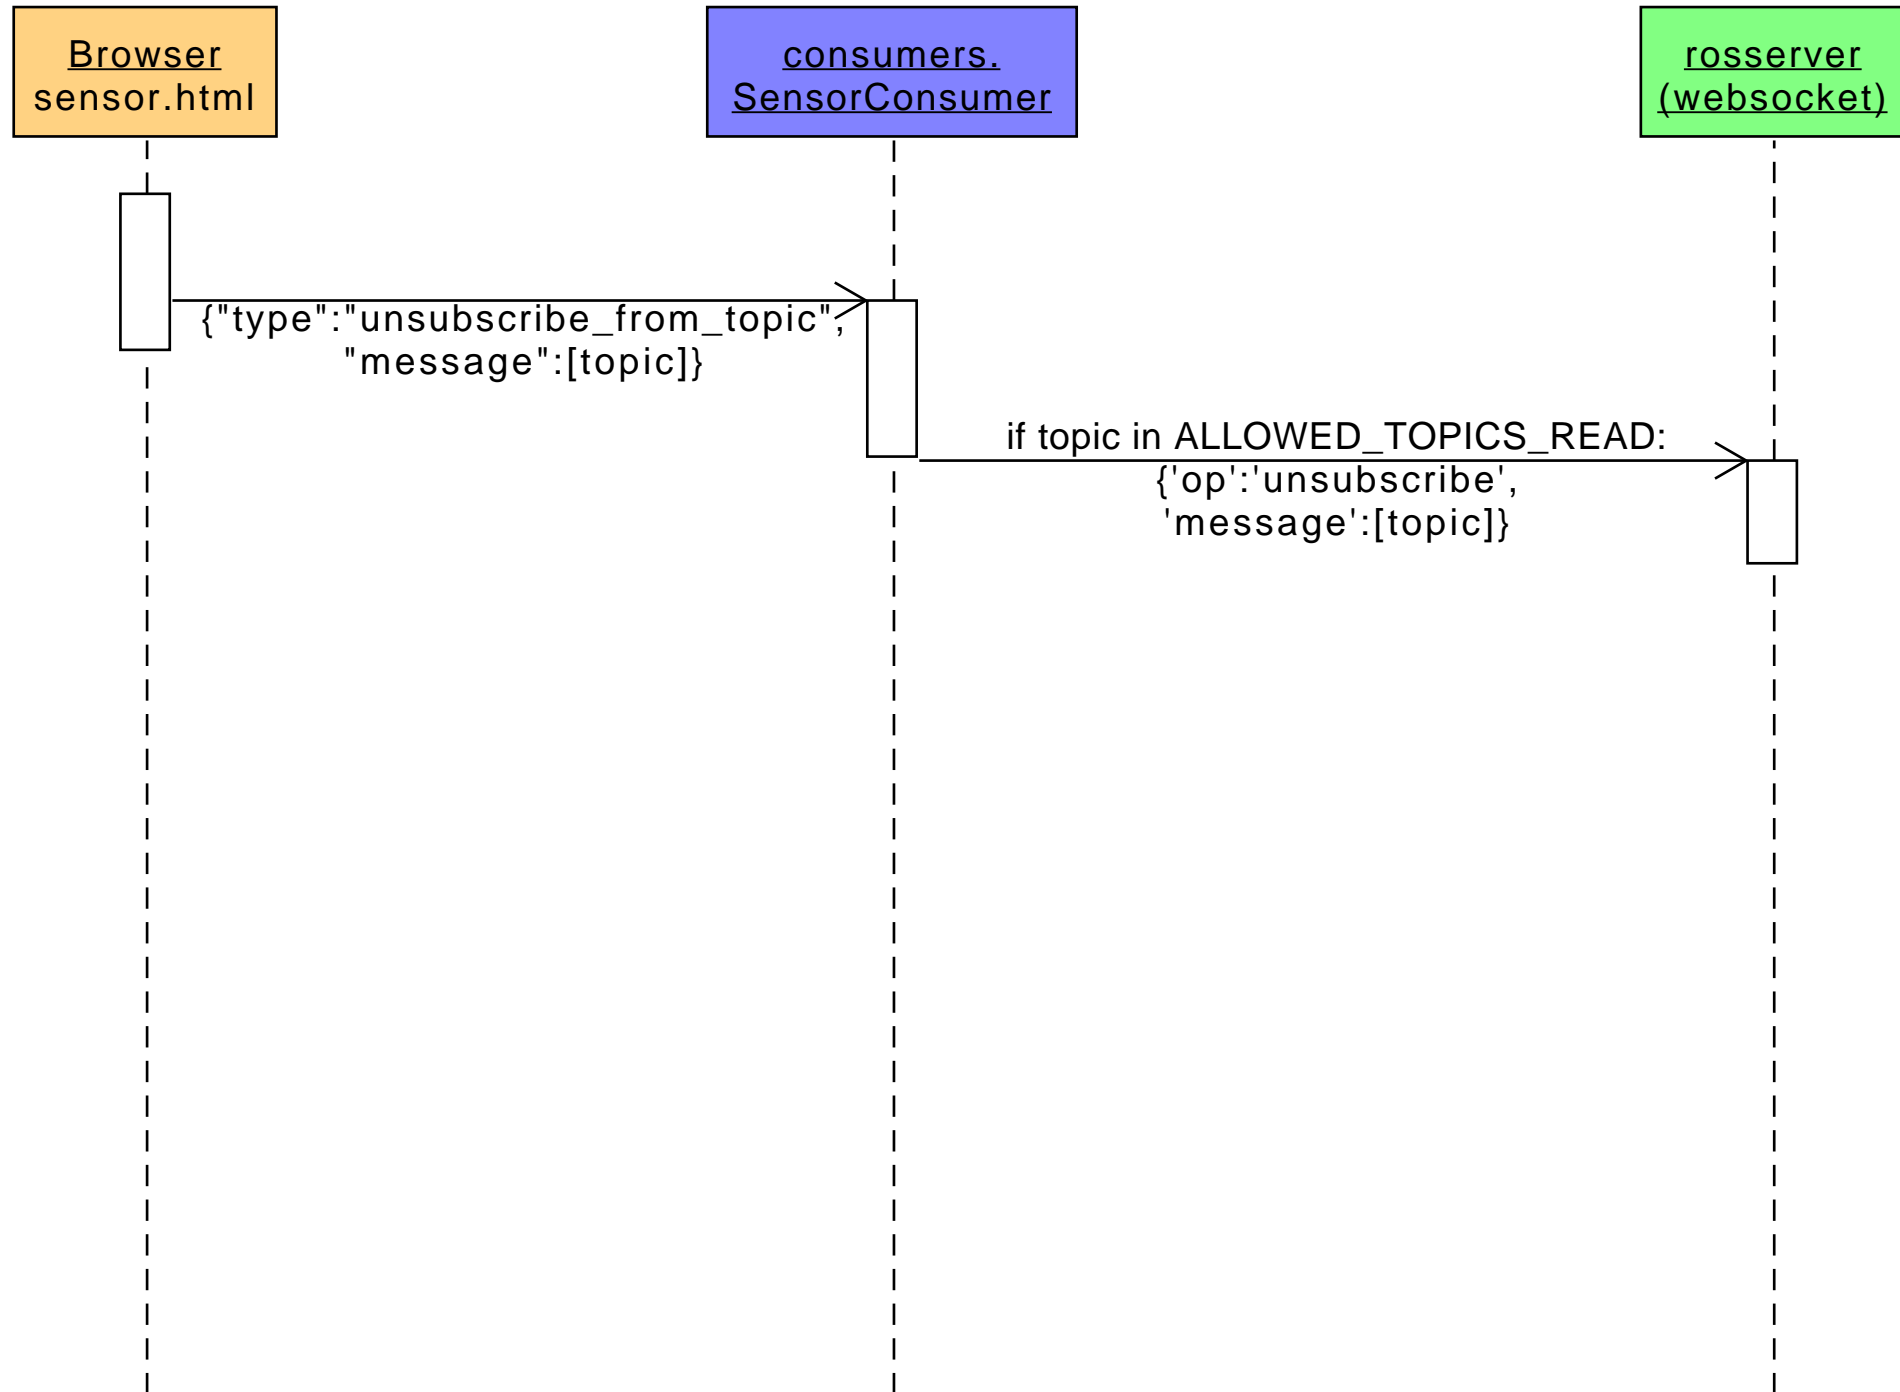 Browser
sensor.html
consumers.
SensorConsumer
rosserver
(websocket)
{"type":"unsubscribe_from_topic",
"message":[topic]}
if topic in ALLOWED_TOPICS_READ:
{'op':'unsubscribe',
'message':[topic]}